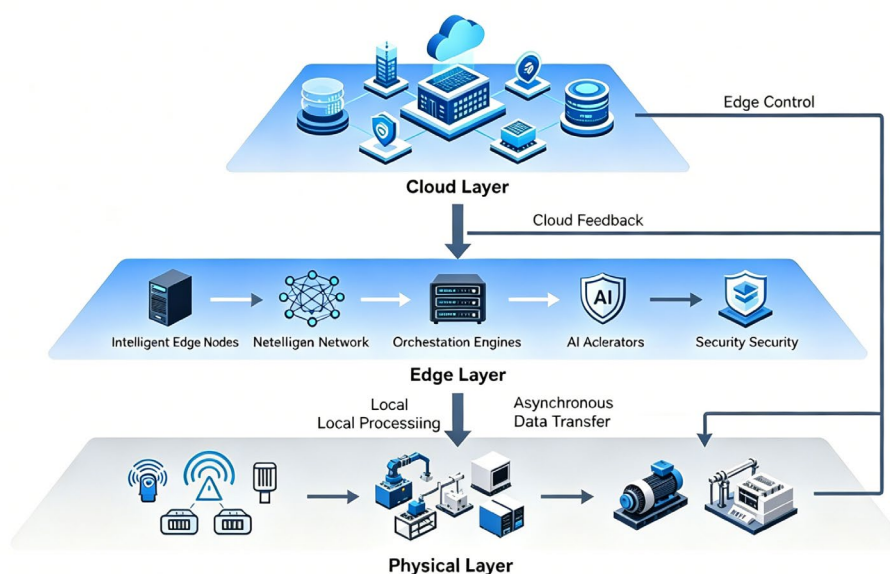 Edge Control
Cloud Layer
Cloud Feedback
Intelligent Edge Nodes
Netelligen Network
Orchestation Engines
AI
AI Aclerators
Security Security
Edge Layer
Local
Local Processiing
Asynchronous
Data Transfer
Physical Layer